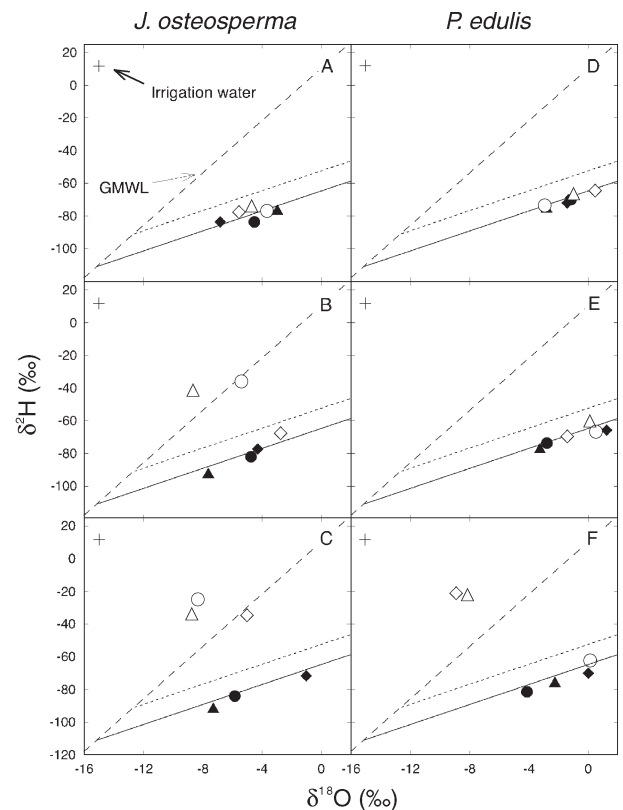 J. osteosperma P. edulis
20 A D
0 Irrigation water
-20
-40
GMWL
-60
-80
-100
20 B E
0
-20
-40
δ²H (‰)
-60
-80
-100
20 C F
0
-20
-40
-60
-80
-100
-120
-16 -12 -8 -4 0 -16 -12 -8 -4 0
δ¹⁸O (‰)